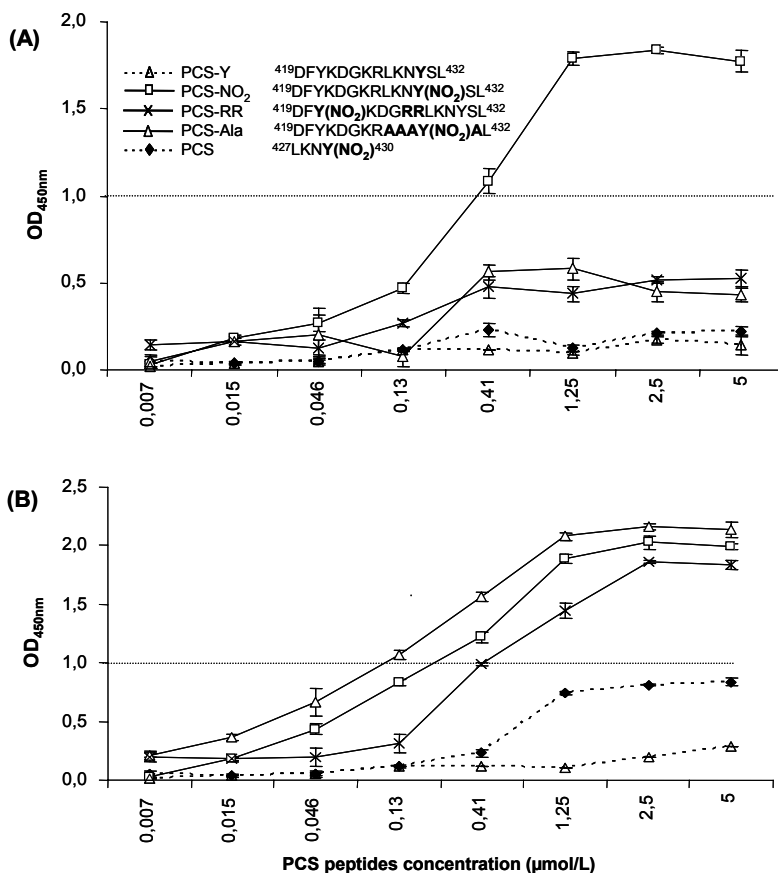 (A)
2,0
1,5
1,0
0,5
0,0
OD450nm
PCS-Y ⁴¹⁹DFYKDGKRLKNYSL⁴³²
PCS-NO₂ ⁴¹⁹DFYKDGKRLKNY(NO₂)SL⁴³²
PCS-RR ⁴¹⁹DFY(NO₂)KDGRRLKNYSL⁴³²
PCS-Ala ⁴¹⁹DFYKDGKRAAAY(NO₂)AL⁴³²
PCS ⁴²⁷LKNY(NO₂)⁴³⁰
0,007 0,015 0,046 0,13 0,41 1,25 2,5 5
(B)
2,5
2,0
1,5
1,0
0,5
0,0
OD450nm
0,007 0,015 0,046 0,13 0,41 1,25 2,5 5
PCS peptides concentration (µmol/L)